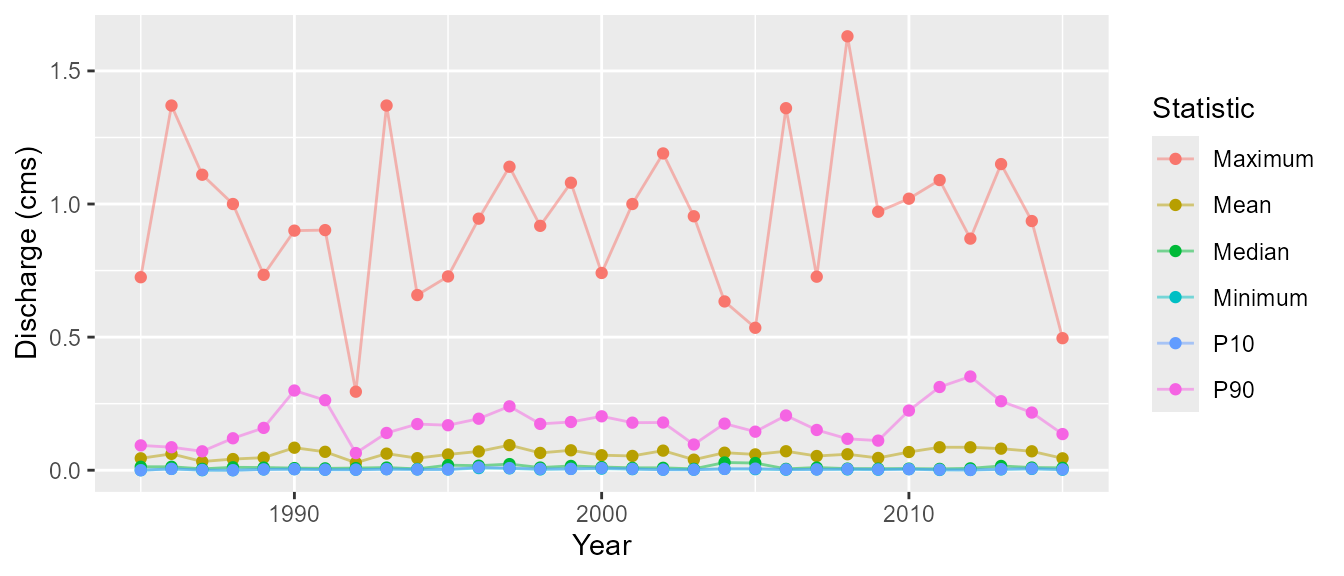 1.5
1.0
0.5
0.0
Discharge (cms)
1990
2000
2010
Year
Statistic
Maximum
Mean
Median
Minimum
P10
P90